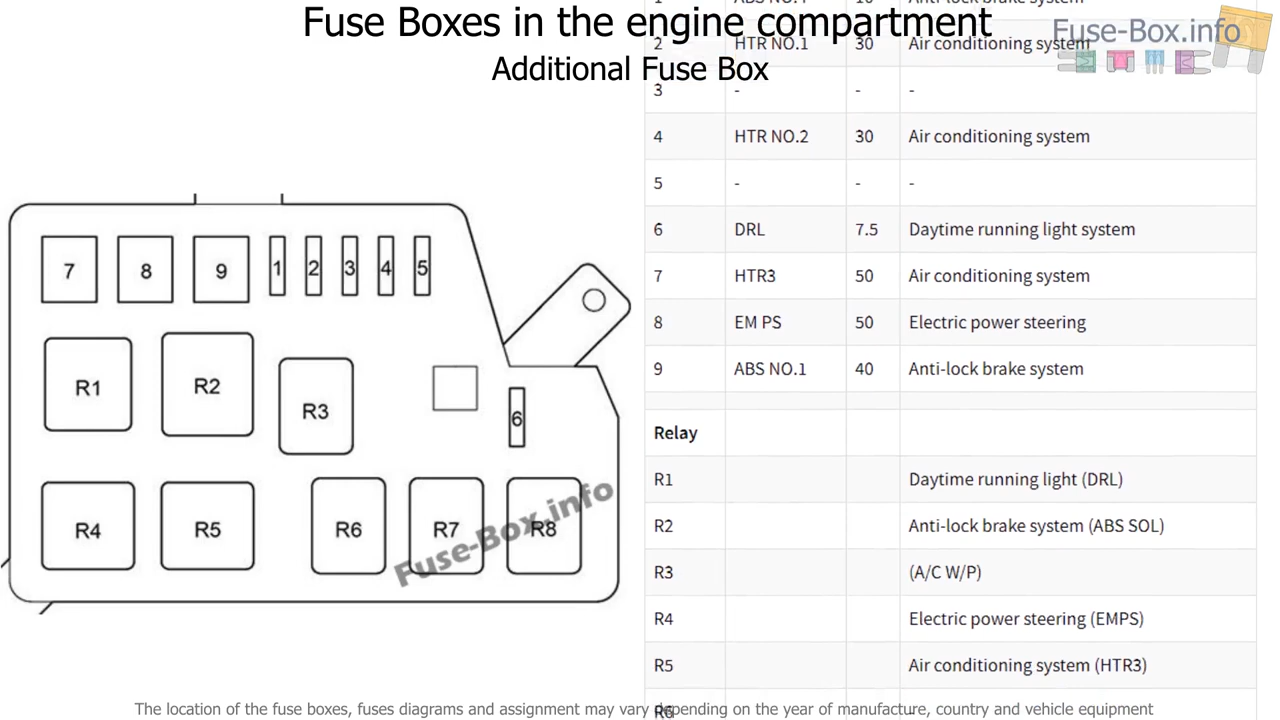 Fuse Boxes in the engine compartment
Additional Fuse Box
Fuse-Box.info
2 HTR NO.1 30 Air conditioning system
3 - - -
4 HTR NO.2 30 Air conditioning system
5 - - -
6 DRL 7.5 Daytime running light system
7 HTR3 50 Air conditioning system
8 EM PS 50 Electric power steering
9 ABS NO.1 40 Anti-lock brake system
Relay
R1 Daytime running light (DRL)
R2 Anti-lock brake system (ABS SOL)
R3 (A/C W/P)
R4 Electric power steering (EMPS)
R5 Air conditioning system (HTR3)
R6 -
7 8 9 1 2 3 4 5
R1 R2 R3
6
R4 R5 R6 R7 R8
Fuse-Box.info
The location of the fuse boxes, fuses diagrams and assignment may vary depending on the year of manufacture, country and vehicle equipment